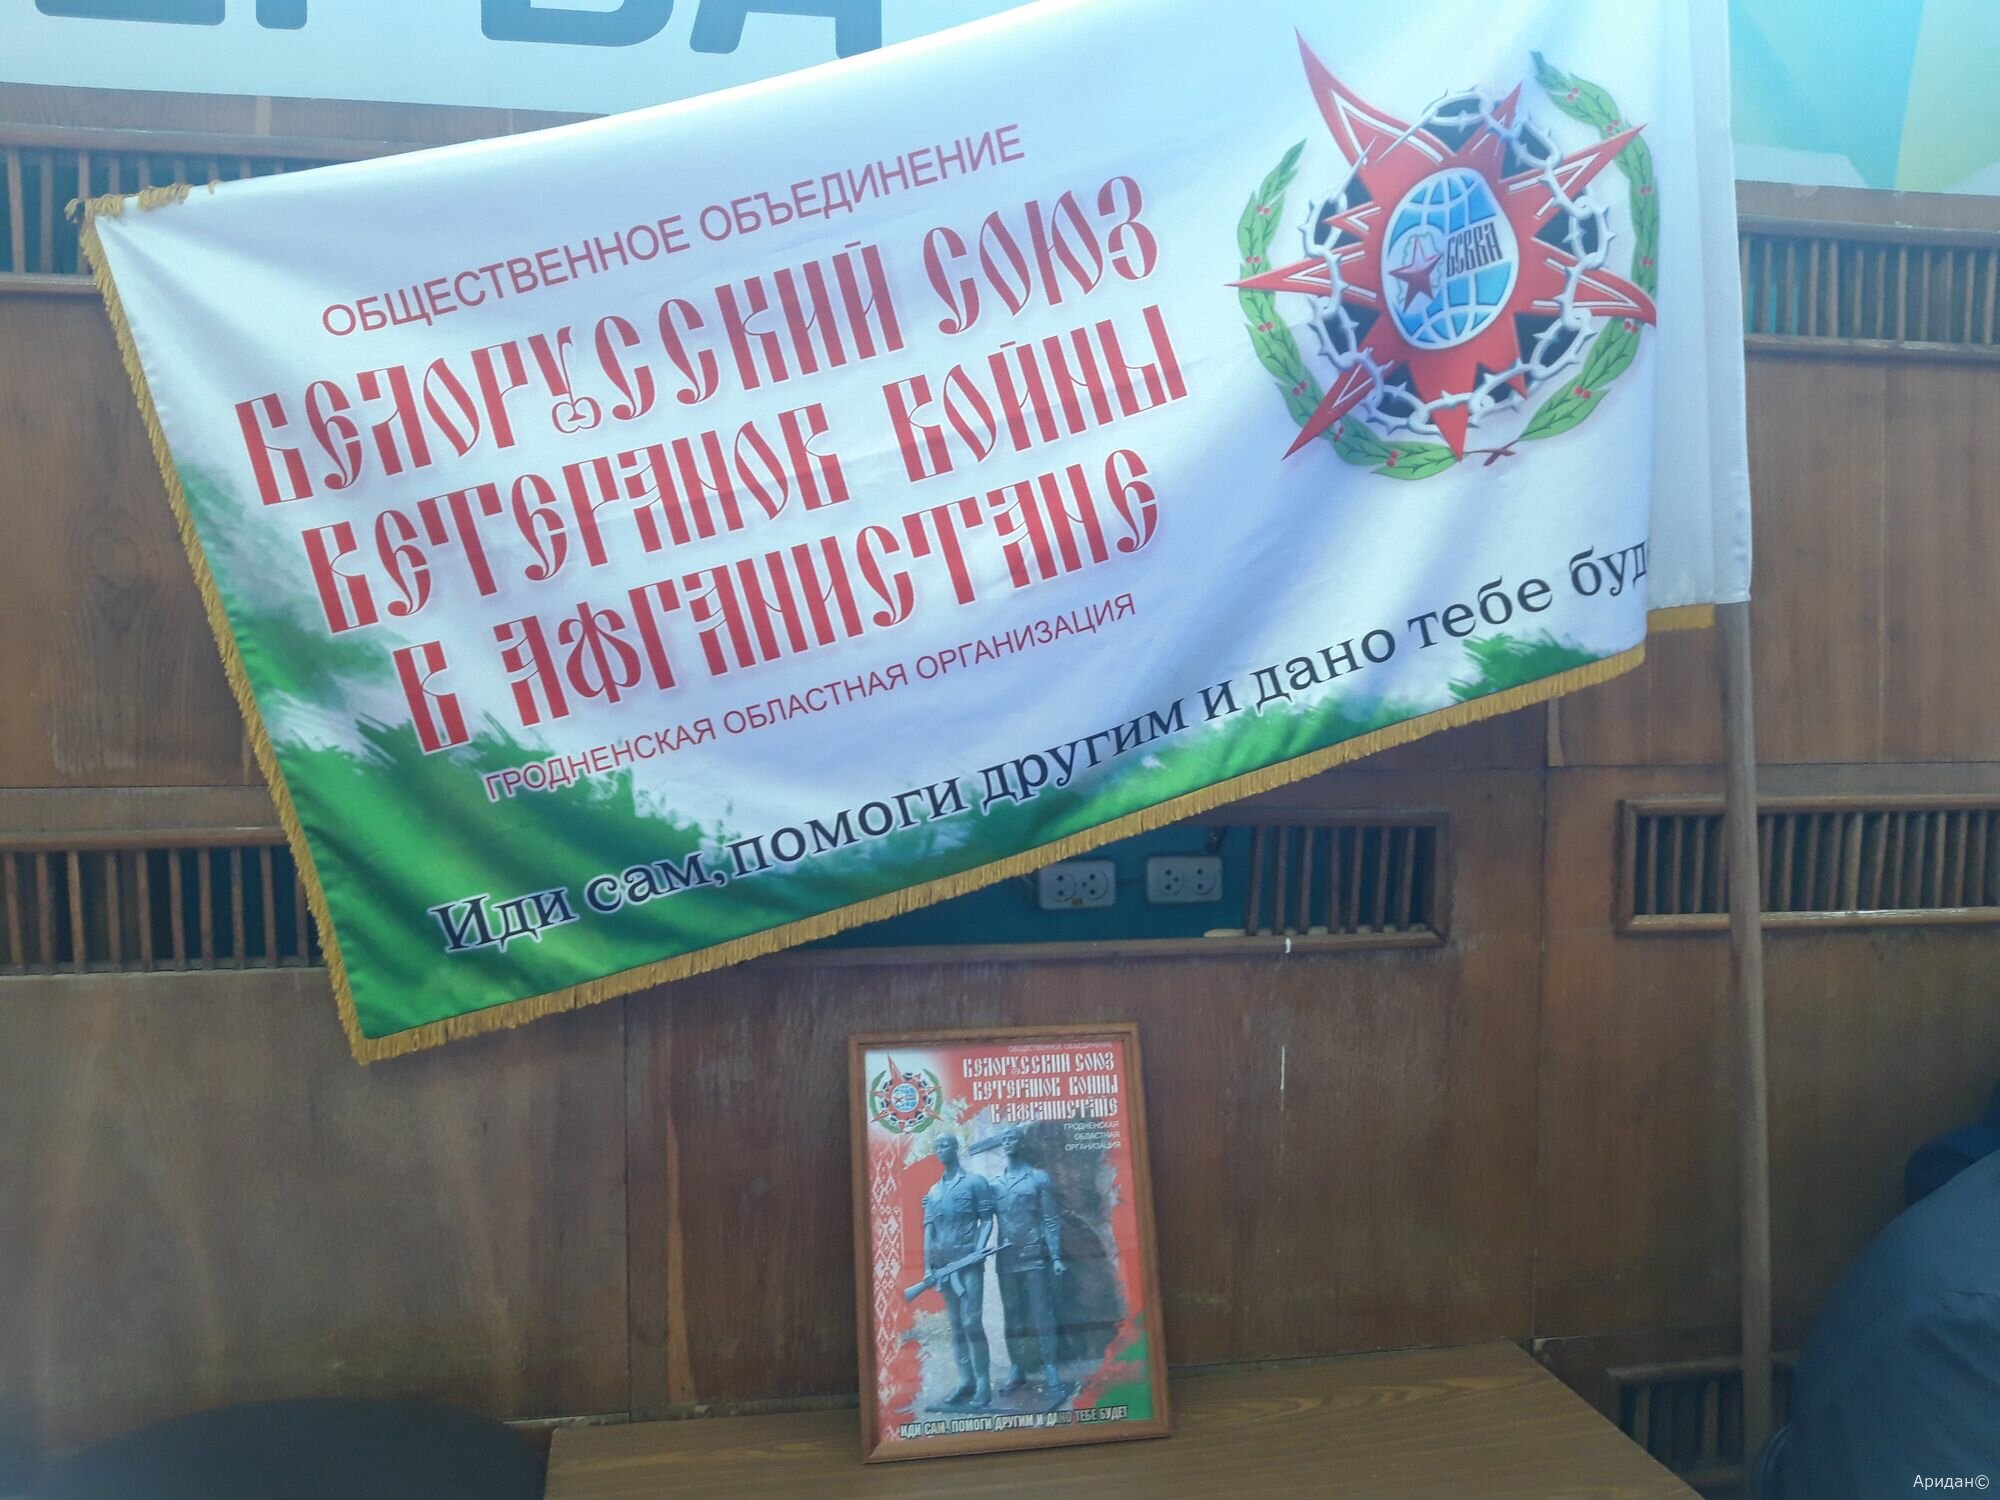 ОБЩЕСТВЕННОЕ ОБЪЕДИНЕНИЕ
БЕЛОРУССКИЙ СОЮЗ
ВЕТЕРАНОВ ВОЙНЫ
В АФГАНИСТАНЕ
ГРОДНЕНСКАЯ ОБЛАСТНАЯ ОРГАНИЗАЦИЯ
Иди сам, помоги другим и дано тебе буд
БСВВА
ОБЩЕСТВЕННОЕ ОБЪЕДИНЕНИЕ
БЕЛОРУССКИЙ СОЮЗ
ВЕТЕРАНОВ ВОЙНЫ
В АФГАНИСТАНЕ
ГРОДНЕНСКАЯ
ОБЛАСТНАЯ
ОРГАНИЗАЦИЯ
ИДИ САМ, ПОМОГИ ДРУГИМ И ДАНО ТЕБЕ БУДЕТ
Аридан©